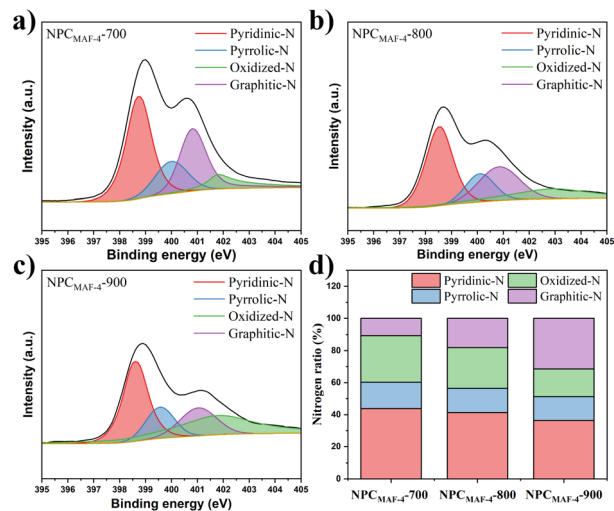 a)
NPCMAF-4-700
Pyridinic-N
Pyrrolic-N
Oxidized-N
Graphitic-N
Intensity (a.u.)
395 396 397 398 399 400 401 402 403 404 405
Binding energy (eV)
b)
NPCMAF-4-800
Pyridinic-N
Pyrrolic-N
Oxidized-N
Graphitic-N
Intensity (a.u.)
395 396 397 398 399 400 401 402 403 404 405
Binding energy (eV)
c)
NPCMAF-4-900
Pyridinic-N
Pyrrolic-N
Oxidized-N
Graphitic-N
Intensity (a.u.)
395 396 397 398 399 400 401 402 403 404 405
Binding energy (eV)
d)
Pyridinic-N Oxidized-N
Pyrrolic-N Graphitic-N
Nitrogen ratio (%)
120
100
80
60
40
20
0
NPCMAF-4-700 NPCMAF-4-800 NPCMAF-4-900